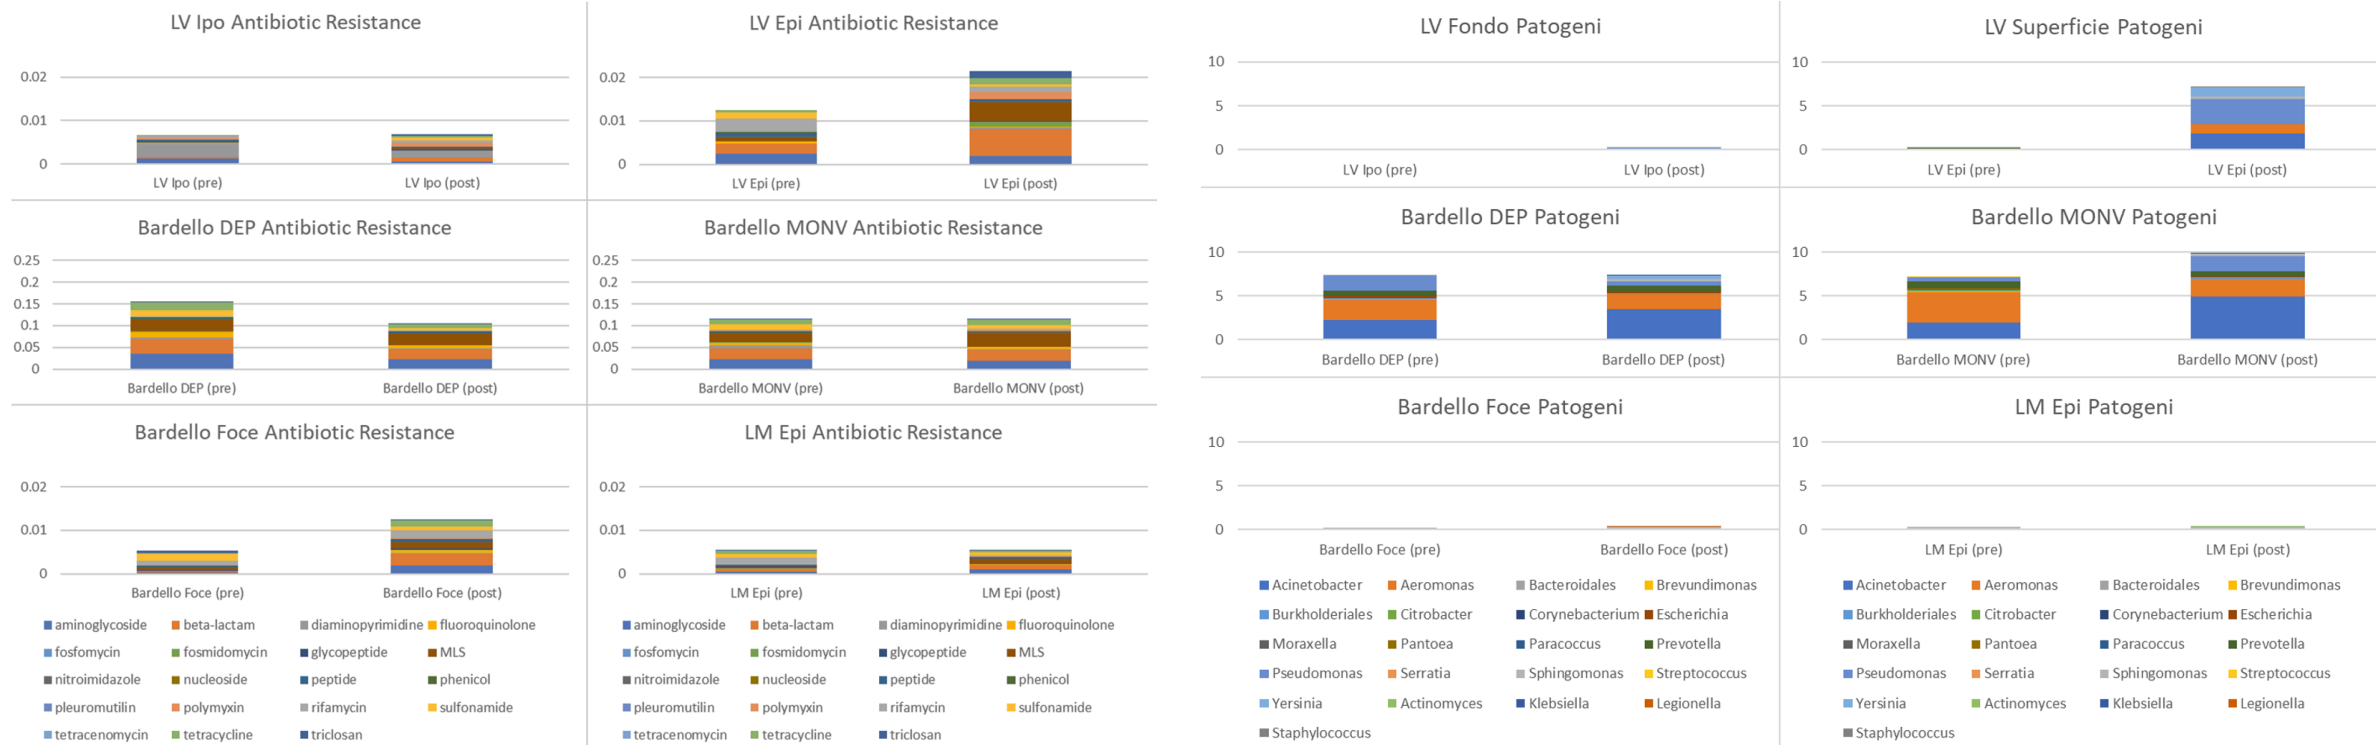 LV Ipo Antibiotic Resistance
0.02
0.01
0
LV Ipo (pre)
LV Ipo (post)
LV Epi Antibiotic Resistance
0.02
0.01
0
LV Epi (pre)
LV Epi (post)
Bardello DEP Antibiotic Resistance
0.25
0.2
0.15
0.1
0.05
0
Bardello DEP (pre)
Bardello DEP (post)
Bardello MONV Antibiotic Resistance
0.25
0.2
0.15
0.1
0.05
0
Bardello MONV (pre)
Bardello MONV (post)
Bardello Foce Antibiotic Resistance
0.02
0.01
0
Bardello Foce (pre)
Bardello Foce (post)
aminoglycoside beta-lactam diaminopyrimidine fluoroquinolone
fosfomycin fosmidomycin glycopeptide MLS
nitroimidazole nucleoside peptide phenicol
pleuromutilin polymyxin rifamycin sulfonamide
tetracenomycin tetracycline triclosan
LM Epi Antibiotic Resistance
0.02
0.01
0
LM Epi (pre)
LM Epi (post)
aminoglycoside beta-lactam diaminopyrimidine fluoroquinolone
fosfomycin fosmidomycin glycopeptide MLS
nitroimidazole nucleoside peptide phenicol
pleuromutilin polymyxin rifamycin sulfonamide
tetracenomycin tetracycline triclosan
LV Fondo Patogeni
10
5
0
LV Ipo (pre)
LV Ipo (post)
LV Superficie Patogeni
10
5
0
LV Epi (pre)
LV Epi (post)
Bardello DEP Patogeni
10
5
0
Bardello DEP (pre)
Bardello DEP (post)
Bardello MONV Patogeni
10
5
0
Bardello MONV (pre)
Bardello MONV (post)
Bardello Foce Patogeni
10
5
0
Bardello Foce (pre)
Bardello Foce (post)
Acinetobacter Aeromonas Bacteroidales Brevundimonas
Burkholderiales Citrobacter Corynebacterium Escherichia
Moraxella Pantoea Paracoccus Prevotella
Pseudomonas Serratia Sphingomonas Streptococcus
Yersinia Actinomyces Klebsiella Legionella
Staphylococcus
LM Epi Patogeni
10
5
0
LM Epi (pre)
LM Epi (post)
Acinetobacter Aeromonas Bacteroidales Brevundimonas
Burkholderiales Citrobacter Corynebacterium Escherichia
Moraxella Pantoea Paracoccus Prevotella
Pseudomonas Serratia Sphingomonas Streptococcus
Yersinia Actinomyces Klebsiella Legionella
Staphylococcus